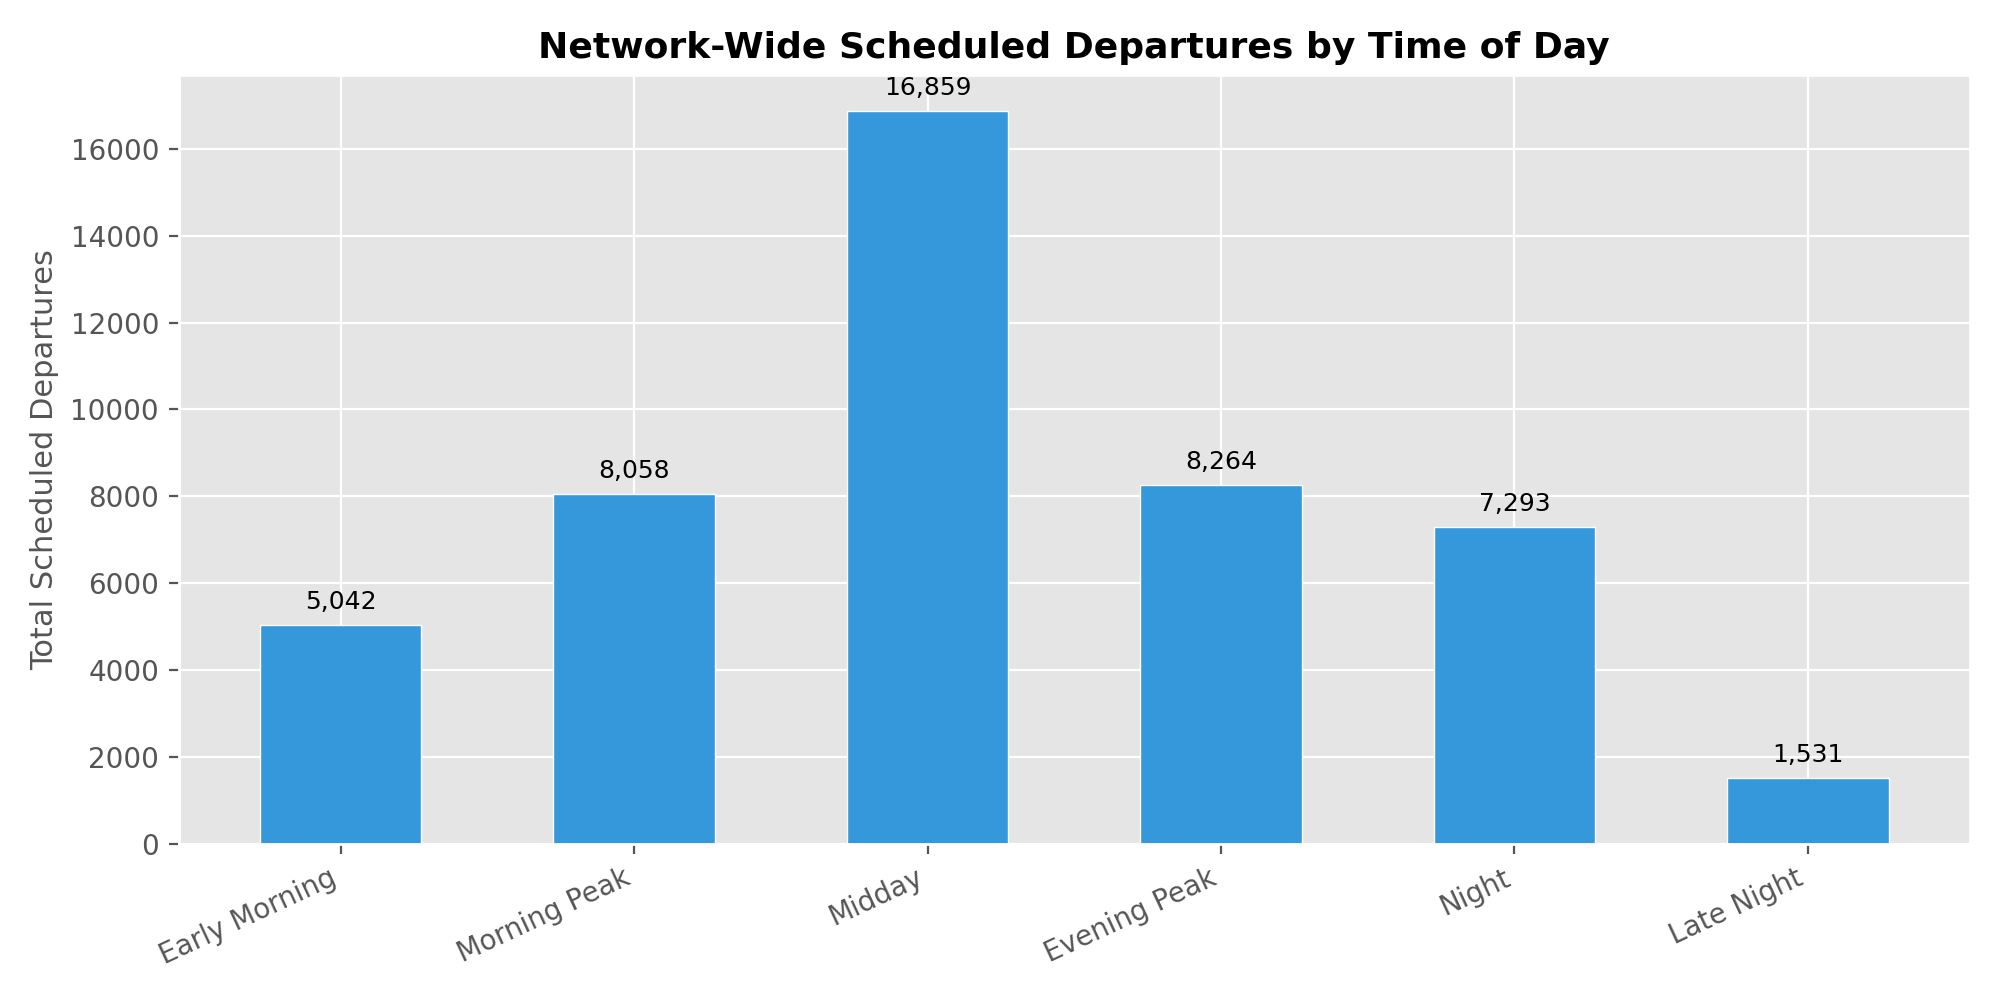 Network-Wide Scheduled Departures by Time of Day
Total Scheduled Departures
16000
14000
12000
10000
8000
6000
4000
2000
0
5,042
8,058
16,859
8,264
7,293
1,531
Early Morning
Morning Peak
Midday
Evening Peak
Night
Late Night